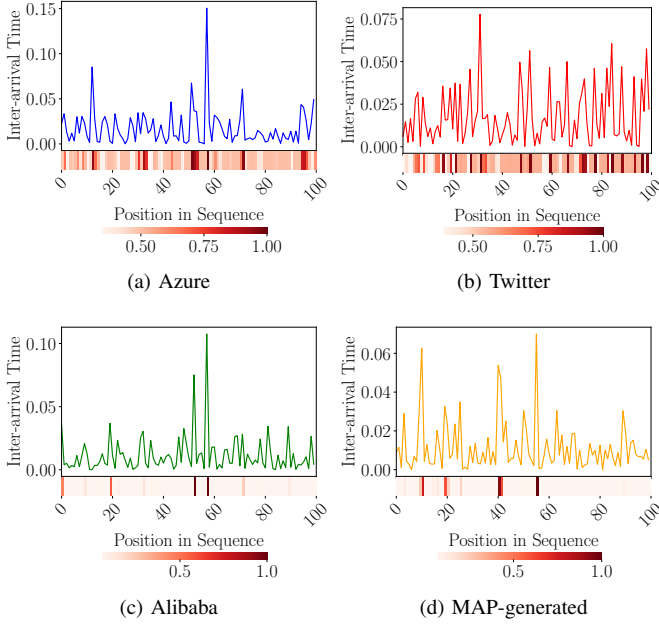 Inter-arrival Time
0.15
0.10
0.05
0.00
0 20 40 60 80 100
Position in Sequence
0.50 0.75 1.00
(a) Azure
Inter-arrival Time
0.075
0.050
0.025
0.000
0 20 40 60 80 100
Position in Sequence
0.50 0.75 1.00
(b) Twitter
Inter-arrival Time
0.10
0.05
0.00
0 20 40 60 80 100
Position in Sequence
0.5 1.0
(c) Alibaba
Inter-arrival Time
0.06
0.04
0.02
0.00
0 20 40 60 80 100
Position in Sequence
0.5 1.0
(d) MAP-generated